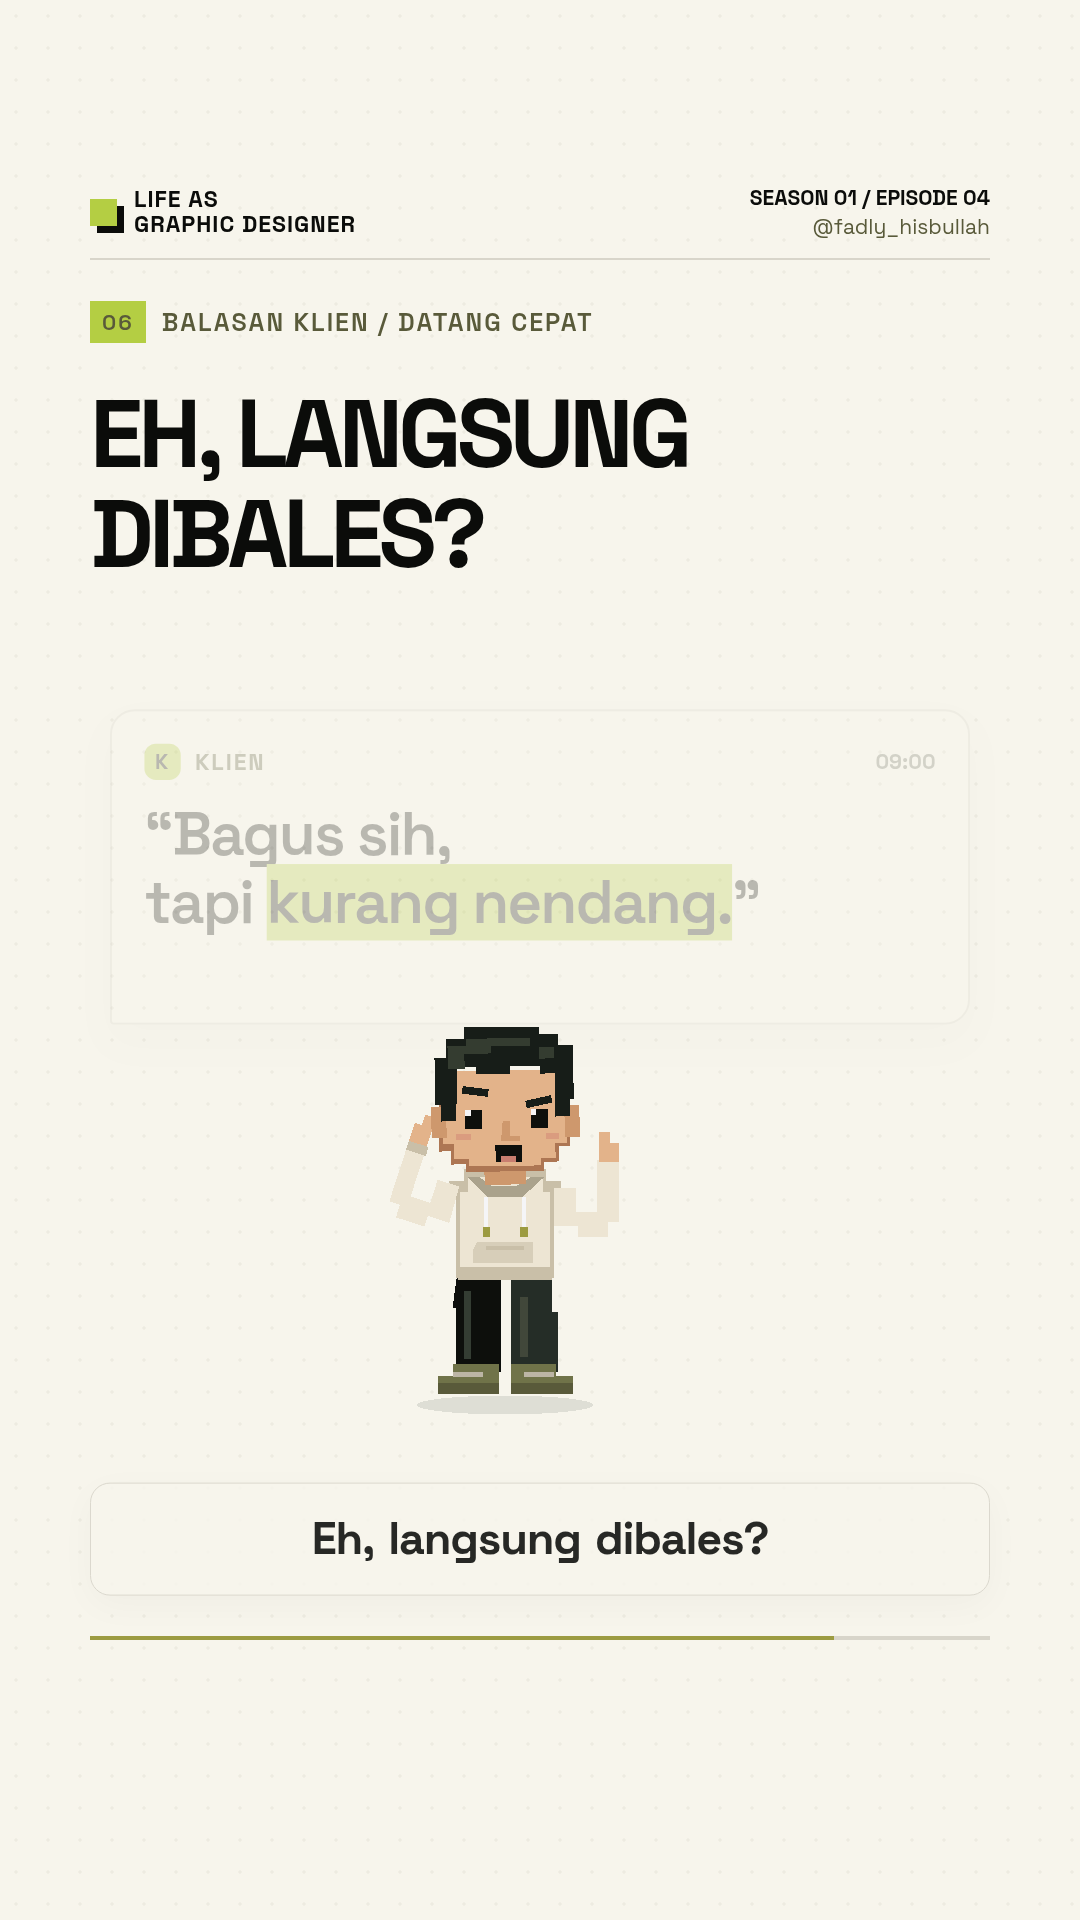 LIFE AS
GRAPHIC DESIGNER
SEASON 01 / EPISODE 04
@fadly_hisbullah
06 BALASAN KLIEN / DATANG CEPAT
EH, LANGSUNG
DIBALES?
K KLIEN 09:00
“Bagus sih,
tapi kurang nendang.”
Eh, langsung dibales?